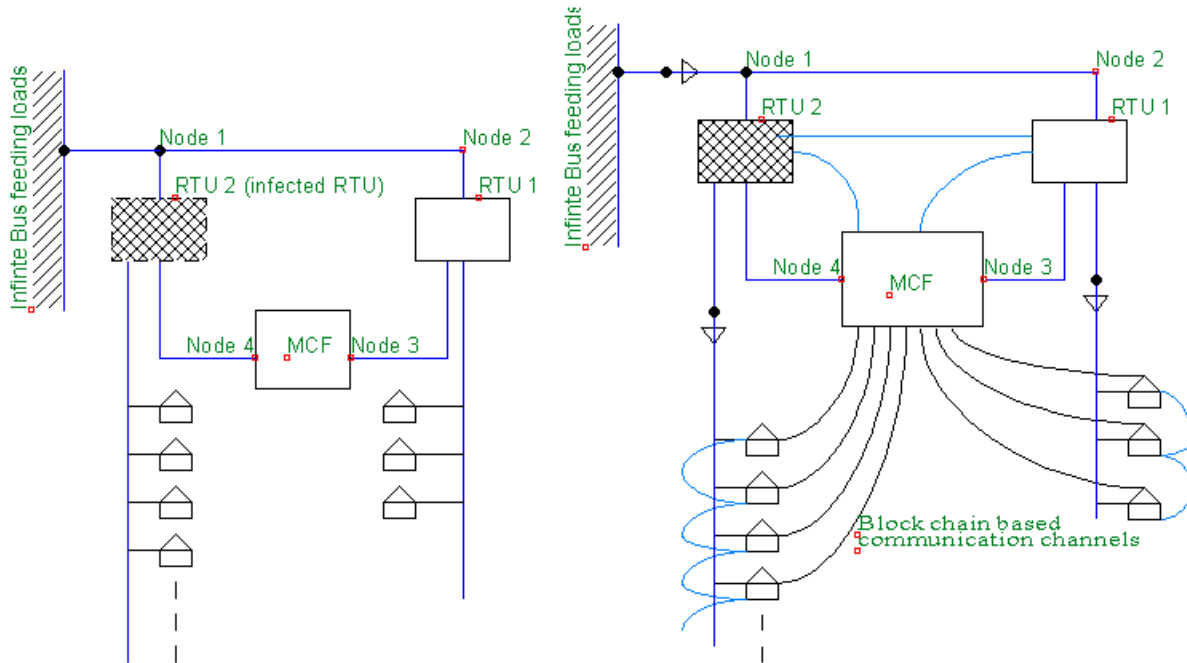 Infinte Bus feeding loads
Node 1
Node 2
RTU 2 (infected RTU)
RTU 1
Node 4
MCF
Node 3
Infinte Bus feeding loads
Node 1
Node 2
RTU 2
RTU 1
Node 4
MCF
Node 3
Block chain based
communication channels